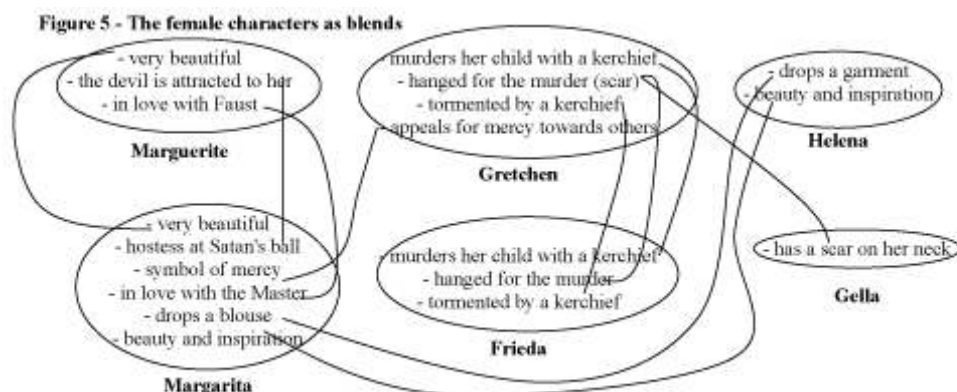 Figure 5 - The female characters as blends
- very beautiful
- the devil is attracted to her
- in love with Faust
Marguerite
- murders her child with a kerchief
- hanged for the murder (scar)
- tormented by a kerchief
- appeals for mercy towards others
Gretchen
- drops a garment
- beauty and inspiration
Helena
- very beautiful
- hostess at Satan's ball
- symbol of mercy
- in love with the Master
- drops a blouse
- beauty and inspiration
Margarita
- murders her child with a kerchief
- hanged for the murder
- tormented by a kerchief
Frieda
- has a scar on her neck
Gella